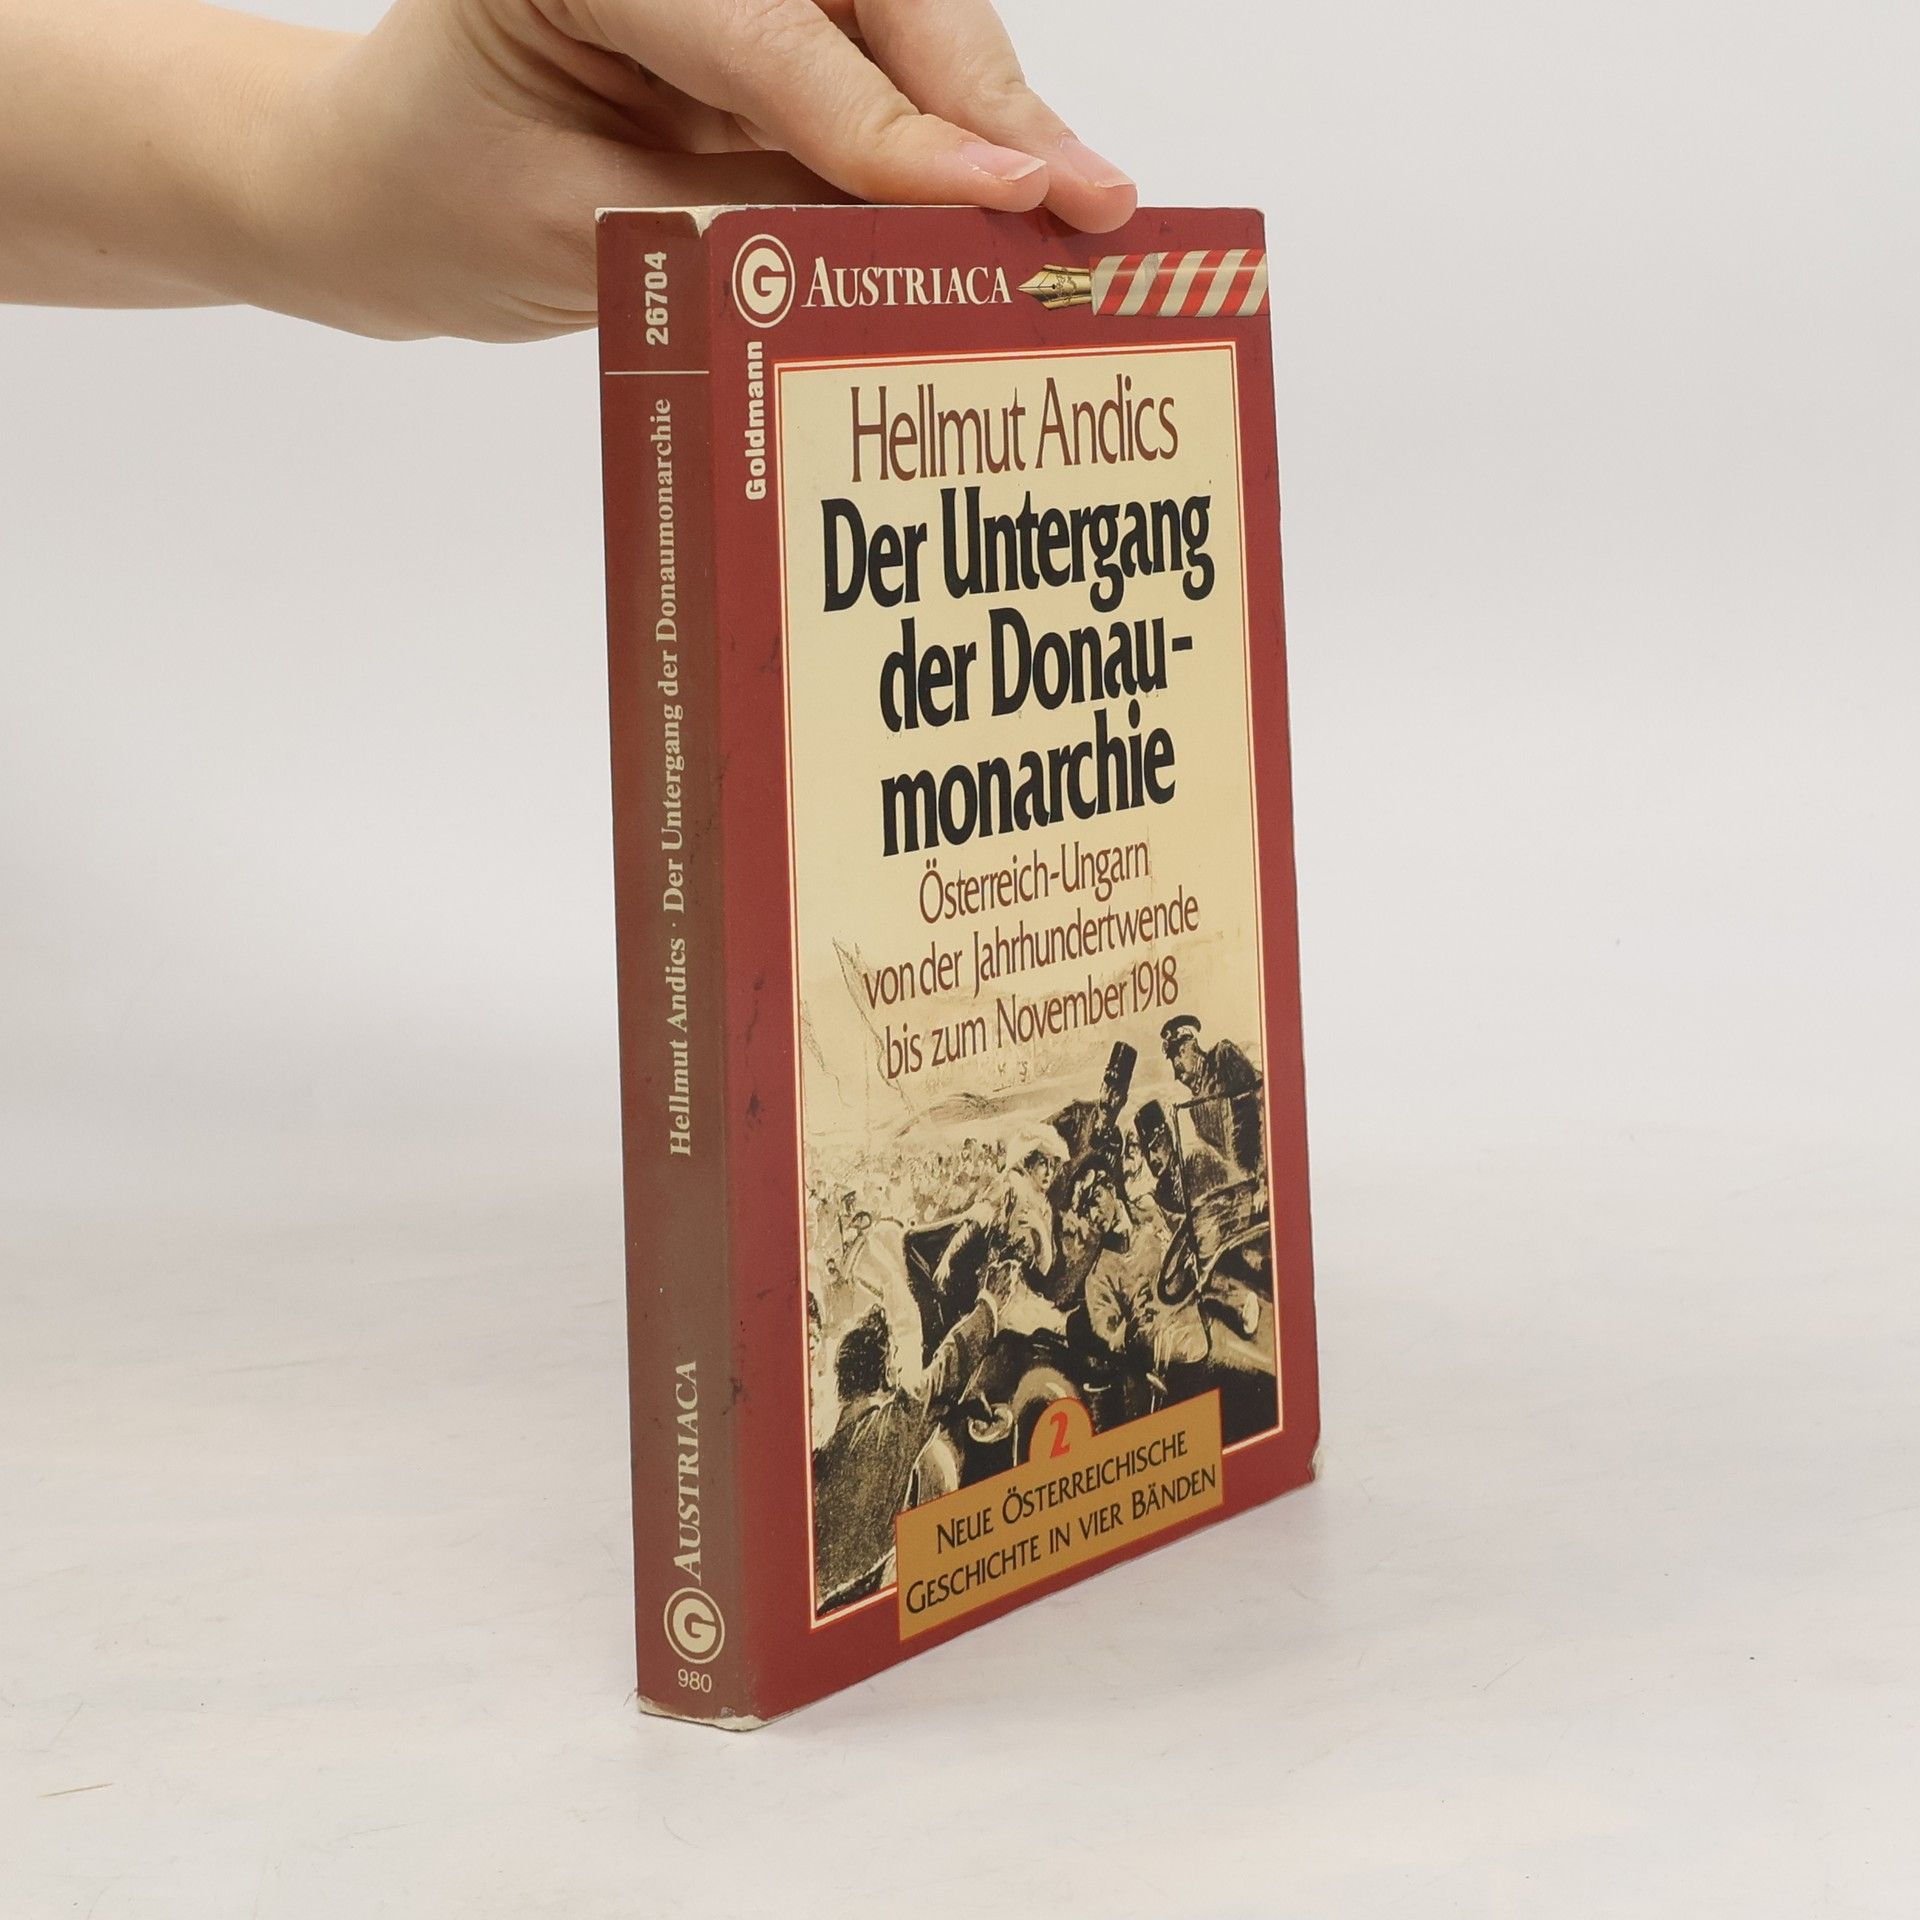 26704
Hellmut Andics · Der Untergang der Donaumonarchie
G AUSTRIACA
980
G AUSTRIACA
Goldmann
Hellmut Andics
Der Untergang
der Donau-
monarchie
Österreich-Ungarn
von der Jahrhundertwende
bis zum November 1918
2
NEUE ÖSTERREICHISCHE
GESCHICHTE IN VIER BÄNDEN